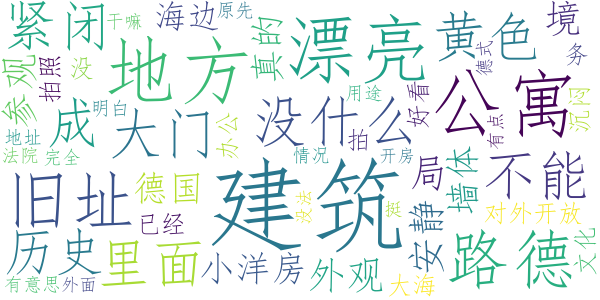 紧闭
干嘛
海边
原先
真的
漂亮
黄色
德式
境
务
参观
拍照
没
地方
好看
公寓
沉闷
成
明白
大门
办公
没什么
用途
拍
有点
地址
法院
完全
情况
开房
局
墙体
不能
旧址
德国
已经
建筑
没法
挺
安静
对外开放
文化
历史
里面
小洋房
外观
大海
路德
有意思
外面